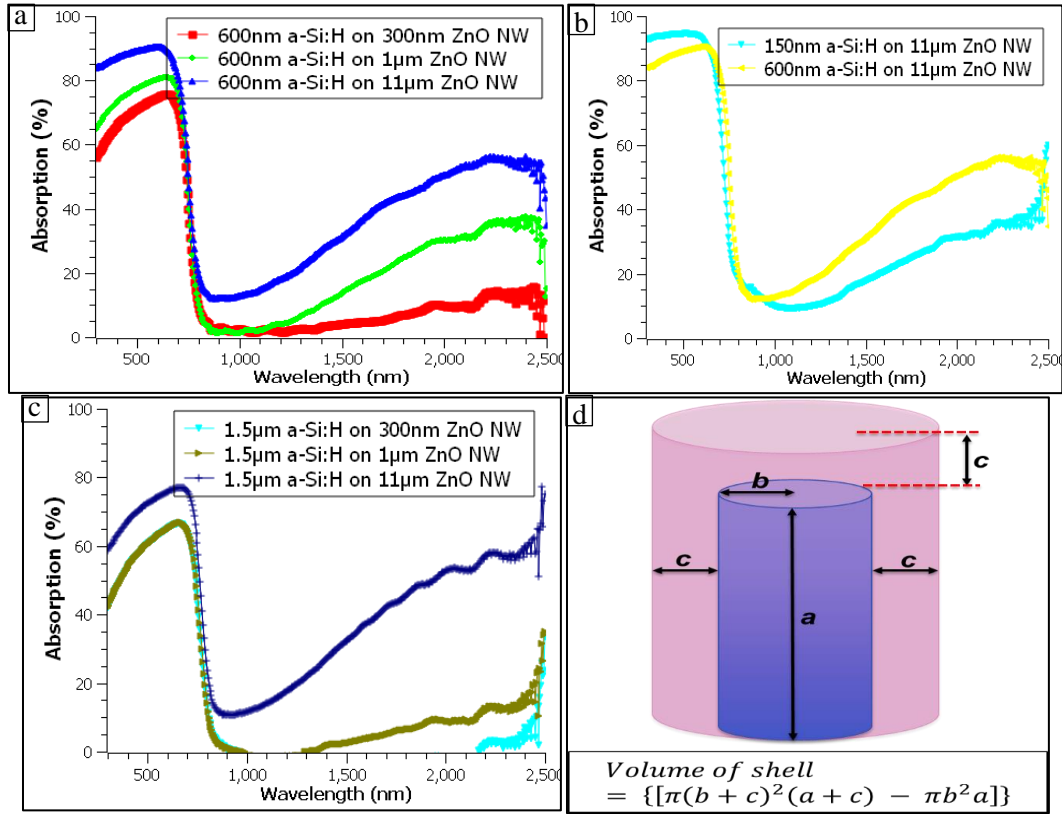 a
600nm a-Si:H on 300nm ZnO NW
600nm a-Si:H on 1µm ZnO NW
600nm a-Si:H on 11µm ZnO NW
Absorption (%)
100
80
60
40
20
0
500
1,000
1,500
2,000
2,500
Wavelength (nm)
b
150nm a-Si:H on 11µm ZnO NW
600nm a-Si:H on 11µm ZnO NW
Absorption (%)
100
80
60
40
20
0
500
1,000
1,500
2,000
2,500
Wavelength (nm)
c
1.5µm a-Si:H on 300nm ZnO NW
1.5µm a-Si:H on 1µm ZnO NW
1.5µm a-Si:H on 11µm ZnO NW
Absorption (%)
100
80
60
40
20
0
500
1,000
1,500
2,000
2,500
Wavelength (nm)
d
c
b
c
c
a
Volume of shell
= {[π(b + c)²(a + c) − πb²a]}